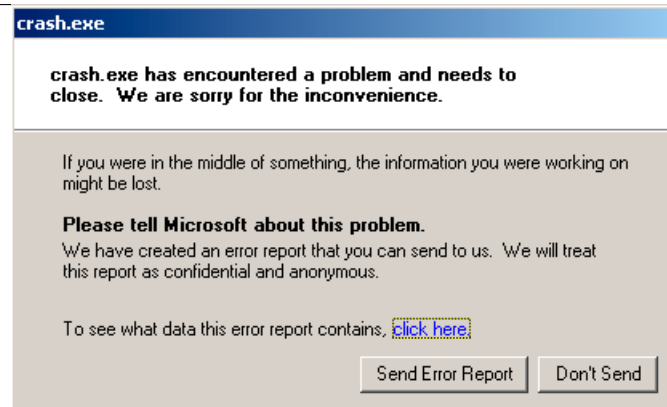 crash.exe
crash.exe has encountered a problem and needs to
close.  We are sorry for the inconvenience.
If you were in the middle of something, the information you were working on
might be lost.
Please tell Microsoft about this problem.
We have created an error report that you can send to us.  We will treat
this report as confidential and anonymous.
To see what data this error report contains, click here.
Send Error Report
Don't Send